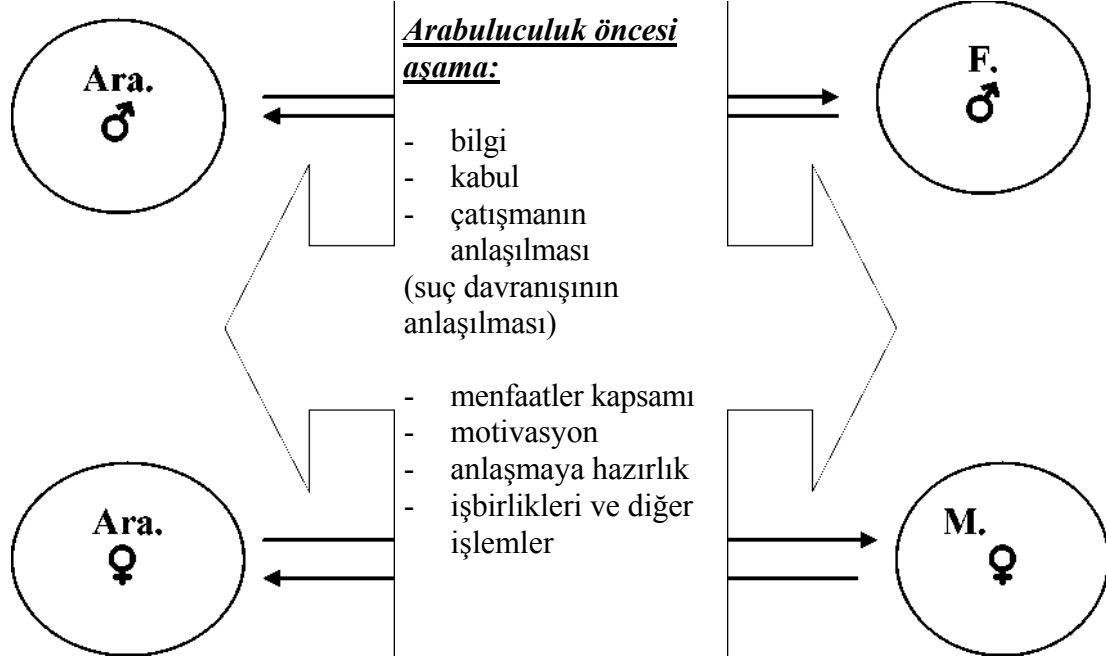 Ara.
♂
Arabuluculuk öncesi
aşama:
- bilgi
- kabul
- çatışmanın
anlaşılması
(suç davranışının
anlaşılması)
- menfaatler kapsamı
- motivasyon
- anlaşmaya hazırlık
- işbirlikleri ve diğer
işlemler
F.
♂
Ara.
♀
M.
♀